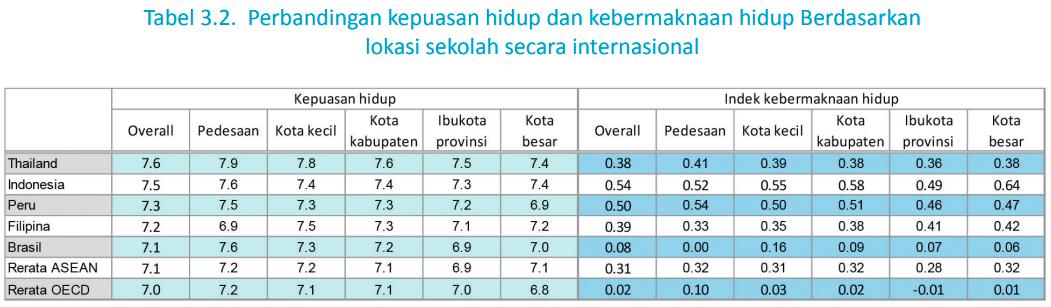 Tabel 3.2. Perbandingan kepuasan hidup dan kebermaknaan hidup Berdasarkan
lokasi sekolah secara internasional
Kepuasan hidup Indek kebermaknaan hidup
Overall Pedesaan Kota kecil Kota kabupaten Ibukota provinsi Kota besar Overall Pedesaan Kota kecil Kota kabupaten Ibukota provinsi Kota besar
Thailand 7.6 7.9 7.8 7.6 7.5 7.4 0.38 0.41 0.39 0.38 0.36 0.38
Indonesia 7.5 7.6 7.4 7.4 7.3 7.4 0.54 0.52 0.55 0.58 0.49 0.64
Peru 7.3 7.5 7.3 7.3 7.2 6.9 0.50 0.54 0.50 0.51 0.46 0.47
Filipina 7.2 6.9 7.5 7.3 7.1 7.2 0.39 0.33 0.35 0.38 0.41 0.42
Brasil 7.1 7.6 7.3 7.2 6.9 7.0 0.08 0.00 0.16 0.09 0.07 0.06
Rerata ASEAN 7.1 7.2 7.2 7.1 6.9 7.1 0.31 0.32 0.31 0.32 0.28 0.32
Rerata OECD 7.0 7.2 7.1 7.1 7.0 6.8 0.02 0.10 0.03 0.02 -0.01 0.01